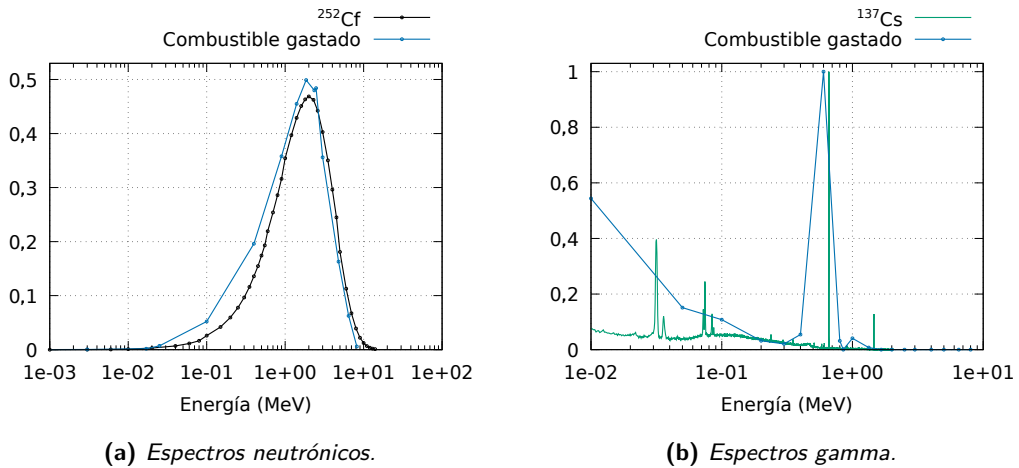 ²⁵²Cf
Combustible gastado
0,5
0,4
0,3
0,2
0,1
0
1e-03
1e-02
1e-01
1e+00
1e+01
1e+02
Energía (MeV)
(a) Espectros neutrónicos.
¹³⁷Cs
Combustible gastado
1
0,8
0,6
0,4
0,2
0
1e-02
1e-01
1e+00
1e+01
Energía (MeV)
(b) Espectros gamma.